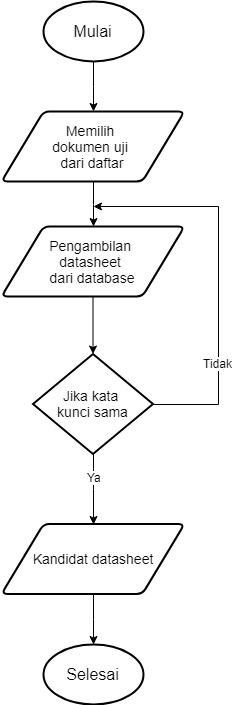 Mulai
Memilih
dokumen uji
dari daftar
Pengambilan
datasheet
dari database
Tidak
Jika kata
kunci sama
Ya
Kandidat datasheet
Selesai